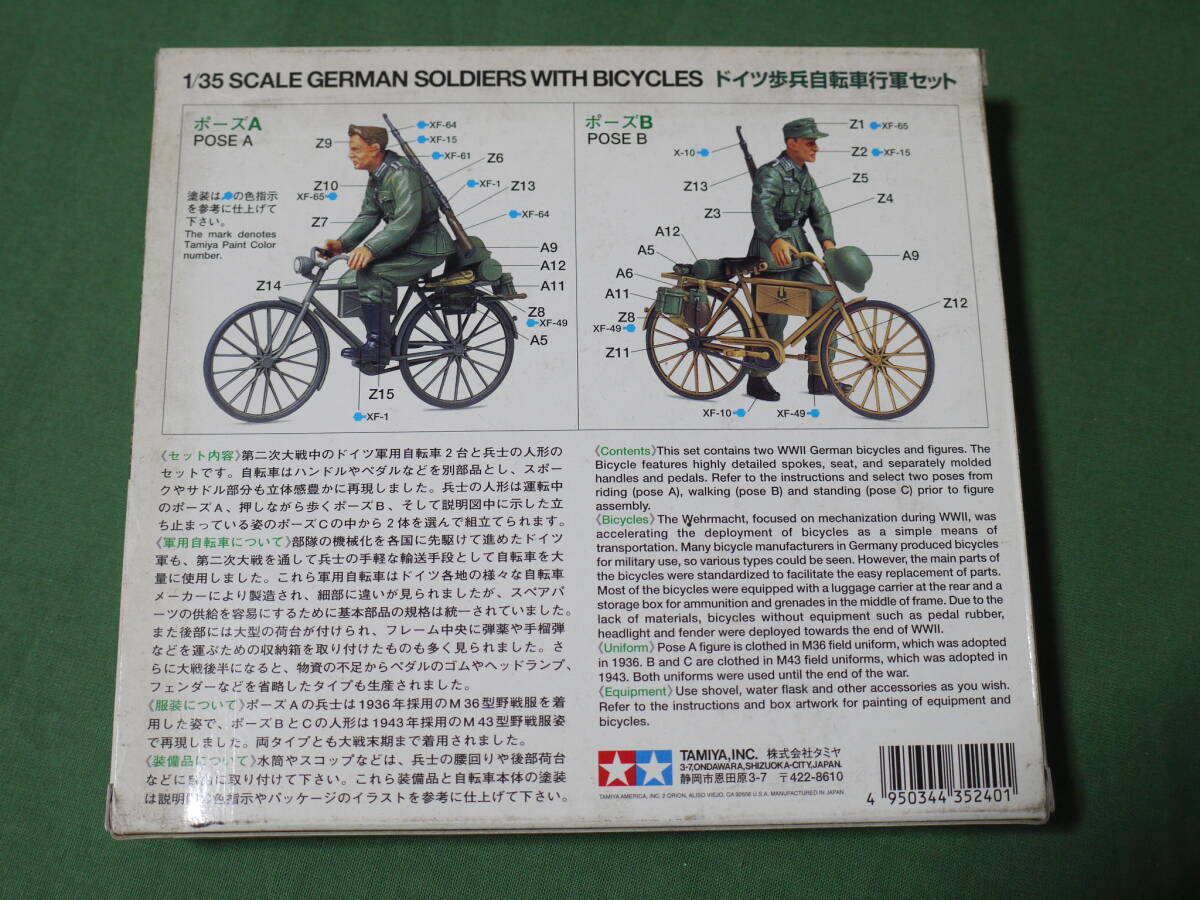 1/35 SCALE GERMAN SOLDIERS WITH BICYCLES ドイツ歩兵自転車行軍セット
ポーズA
POSE A
塗装は の色指示
を参考に仕上げて
下さい。
The mark denotes
Tamiya Paint Color
number.
XF-64
XF-15
XF-61
Z9
Z6
Z10
XF-65
XF-1
Z13
Z7
XF-64
A9
A12
Z14
A11
Z8
XF-49
A5
Z15
XF-1
ポーズB
POSE B
Z1
XF-65
X-10
Z2
XF-15
Z13
Z5
Z3
Z4
A12
A5
A9
A6
A11
Z12
Z8
XF-49
Z11
XF-10
XF-49
《セット内容》第二次大戦中のドイツ軍用自転車2台と兵士の人形の
セットです。自転車はハンドルやペダルなどを別部品とし、スポー
クやサドル部分も立体感豊かに再現しました。兵士の人形は運転中
のポーズA、押しながら歩くポーズB、そして説明図中に示した立
ち止まっている姿のポーズCの中から2体を選んで組立てられます。
《軍用自転車について》部隊の機械化を各国に先駆けて進めたドイツ
軍も、第二次大戦を通して兵士の手軽な輸送手段として自転車を大
量に使用しました。これら軍用自転車はドイツ各地の様々な自転車
メーカーにより製造され、細部に違いが見られましたが、スペアパ
ーツの供給を容易にするために基本部品の規格は統一されていました。
また後部には大型の荷台が付けられ、フレーム中央に弾薬や手榴弾
などを運ぶための収納箱を取り付けたものも多く見られました。さ
らに大戦後半になると、物資の不足からペダルのゴムやヘッドランプ、
フェンダーなどを省略したタイプも生産されました。
《服装について》ポーズAの兵士は1936年採用のM36型野戦服を着
用した姿で、ポーズBとCの人形は1943年採用のM43型野戦服姿
で再現しました。両タイプとも大戦末期まで着用されました。
《装備品について》水筒やスコップなどは、兵士の腰回りや後部荷台
などに自由に取り付けて下さい。これら装備品と自転車本体の塗装
は説明図の色指示やパッケージのイラストを参考に仕上げて下さい。
《Contents》This set contains two WWII German bicycles and figures. The
Bicycle features highly detailed spokes, seat, and separately molded
handles and pedals. Refer to the instructions and select two poses from
riding (pose A), walking (pose B) and standing (pose C) prior to figure
assembly.
《Bicycles》The Wehrmacht, focused on mechanization during WWII, was
accelerating the deployment of bicycles as a simple means of
transportation. Many bicycle manufacturers in Germany produced bicycles
for military use, so various types could be seen. However, the main parts of
the bicycles were standardized to facilitate the easy replacement of parts.
Most of the bicycles were equipped with a luggage carrier at the rear and a
storage box for ammunition and grenades in the middle of frame. Due to the
lack of materials, bicycles without equipment such as pedal rubber,
headlight and fender were deployed towards the end of WWII.
《Uniform》Pose A figure is clothed in M36 field uniform, which was adopted
in 1936. B and C are clothed in M43 field uniforms, which was adopted in
1943. Both uniforms were used until the end of the war.
《Equipment》Use shovel, water flask and other accessories as you wish.
Refer to the instructions and box artwork for painting of equipment and
bicycles.
TAMIYA, INC. 株式会社タミヤ
3-7, ONDAWARA, SHIZUOKA-CITY, JAPAN.
静岡市恩田原3-7 〒422-8610
TAMIYA AMERICA, INC. 2 ORION, ALISO VIEJO, CA 92656 U.S.A. MANUFACTURED IN JAPAN
4 950344 352401